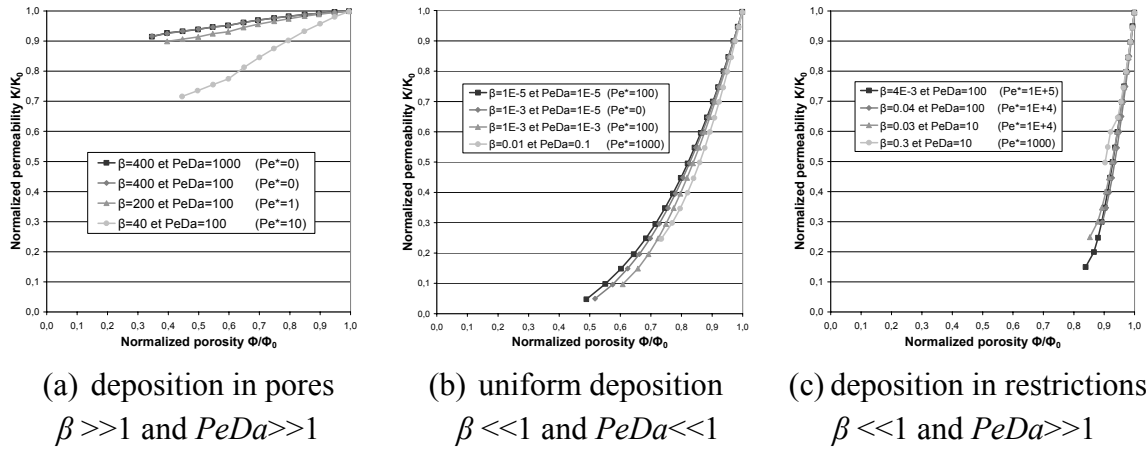 Normalized permeability K/K₀
1,0
0,9
0,8
0,7
0,6
0,5
0,4
0,3
0,2
0,1
0,0
β=400 et PeDa=1000 (Pe*=0)
β=400 et PeDa=100 (Pe*=0)
β=200 et PeDa=100 (Pe*=1)
β=40 et PeDa=100 (Pe*=10)
0,0 0,1 0,2 0,3 0,4 0,5 0,6 0,7 0,8 0,9 1,0
Normalized porosity Φ/Φ₀
(a) deposition in pores
β >>1 and PeDa>>1
Normalized permeability K/K₀
1,0
0,9
0,8
0,7
0,6
0,5
0,4
0,3
0,2
0,1
0,0
β=1E-5 et PeDa=1E-5 (Pe*=100)
β=1E-3 et PeDa=1E-5 (Pe*=0)
β=1E-3 et PeDa=1E-3 (Pe*=100)
β=0.01 et PeDa=0.1 (Pe*=1000)
0,0 0,1 0,2 0,3 0,4 0,5 0,6 0,7 0,8 0,9 1,0
Normalized porosity Φ/Φ₀
(b) uniform deposition
β <<1 and PeDa<<1
Normalized permeability K/K₀
1,0
0,9
0,8
0,7
0,6
0,5
0,4
0,3
0,2
0,1
0,0
β=4E-3 et PeDa=100 (Pe*=1E+5)
β=0.04 et PeDa=100 (Pe*=1E+4)
β=0.03 et PeDa=10 (Pe*=1E+4)
β=0.3 et PeDa=10 (Pe*=1000)
0,0 0,1 0,2 0,3 0,4 0,5 0,6 0,7 0,8 0,9 1,0
Normalized porosity Φ/Φ₀
(c) deposition in restrictions
β <<1 and PeDa>>1